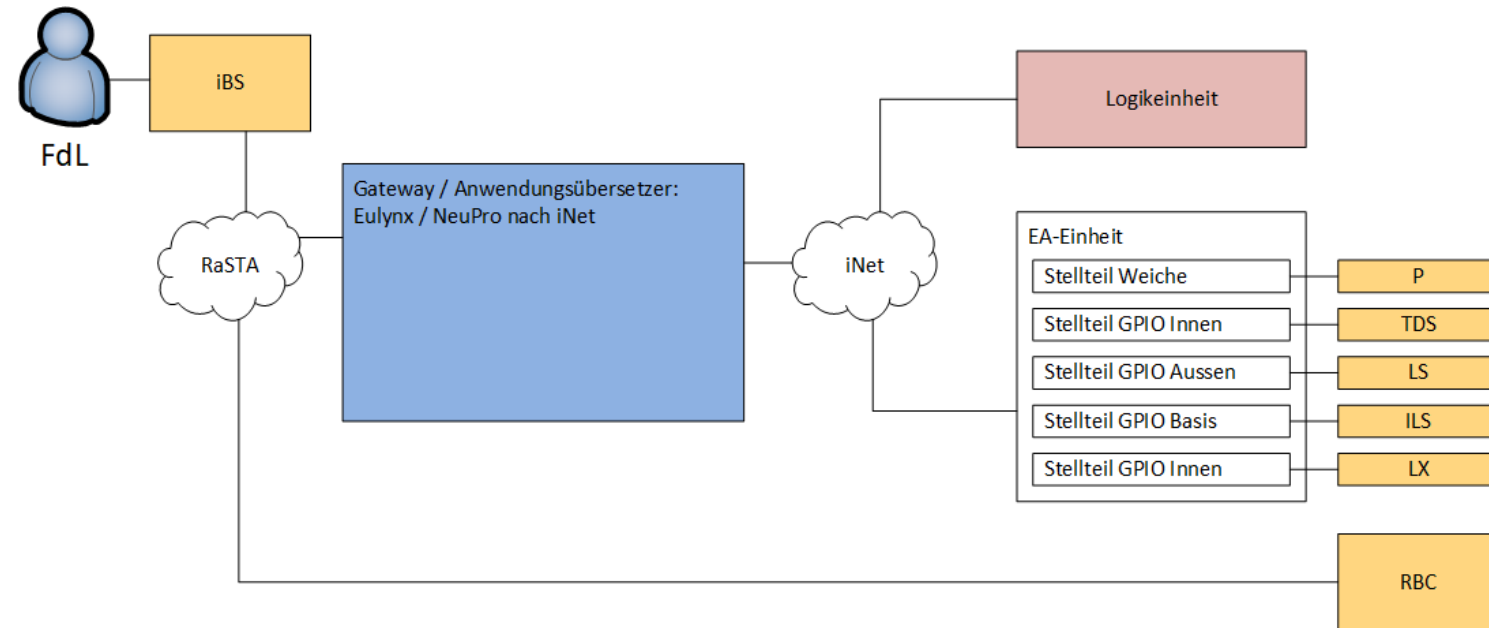 iBS
FdL
Gateway / Anwendungsübersetzer:
Eulynx / NeuPro nach iNet
RaSTA
iNet
Logikeinheit
EA-Einheit
Stellteil Weiche
P
Stellteil GPIO Innen
TDS
Stellteil GPIO Aussen
LS
Stellteil GPIO Basis
ILS
Stellteil GPIO Innen
LX
RBC